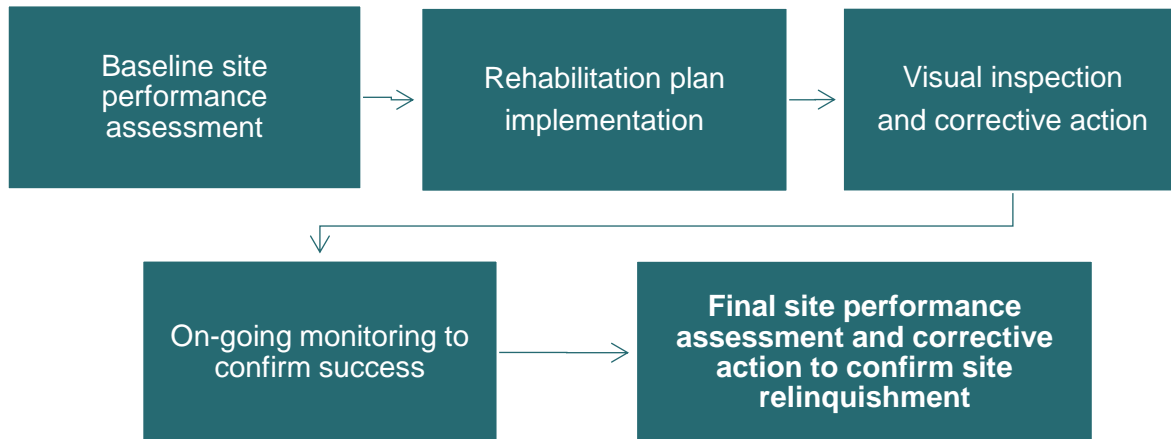 Baseline site
performance
assessment
Rehabilitation plan
implementation
Visual inspection
and corrective action
On-going monitoring to
confirm success
Final site performance
assessment and corrective
action to confirm site
relinquishment